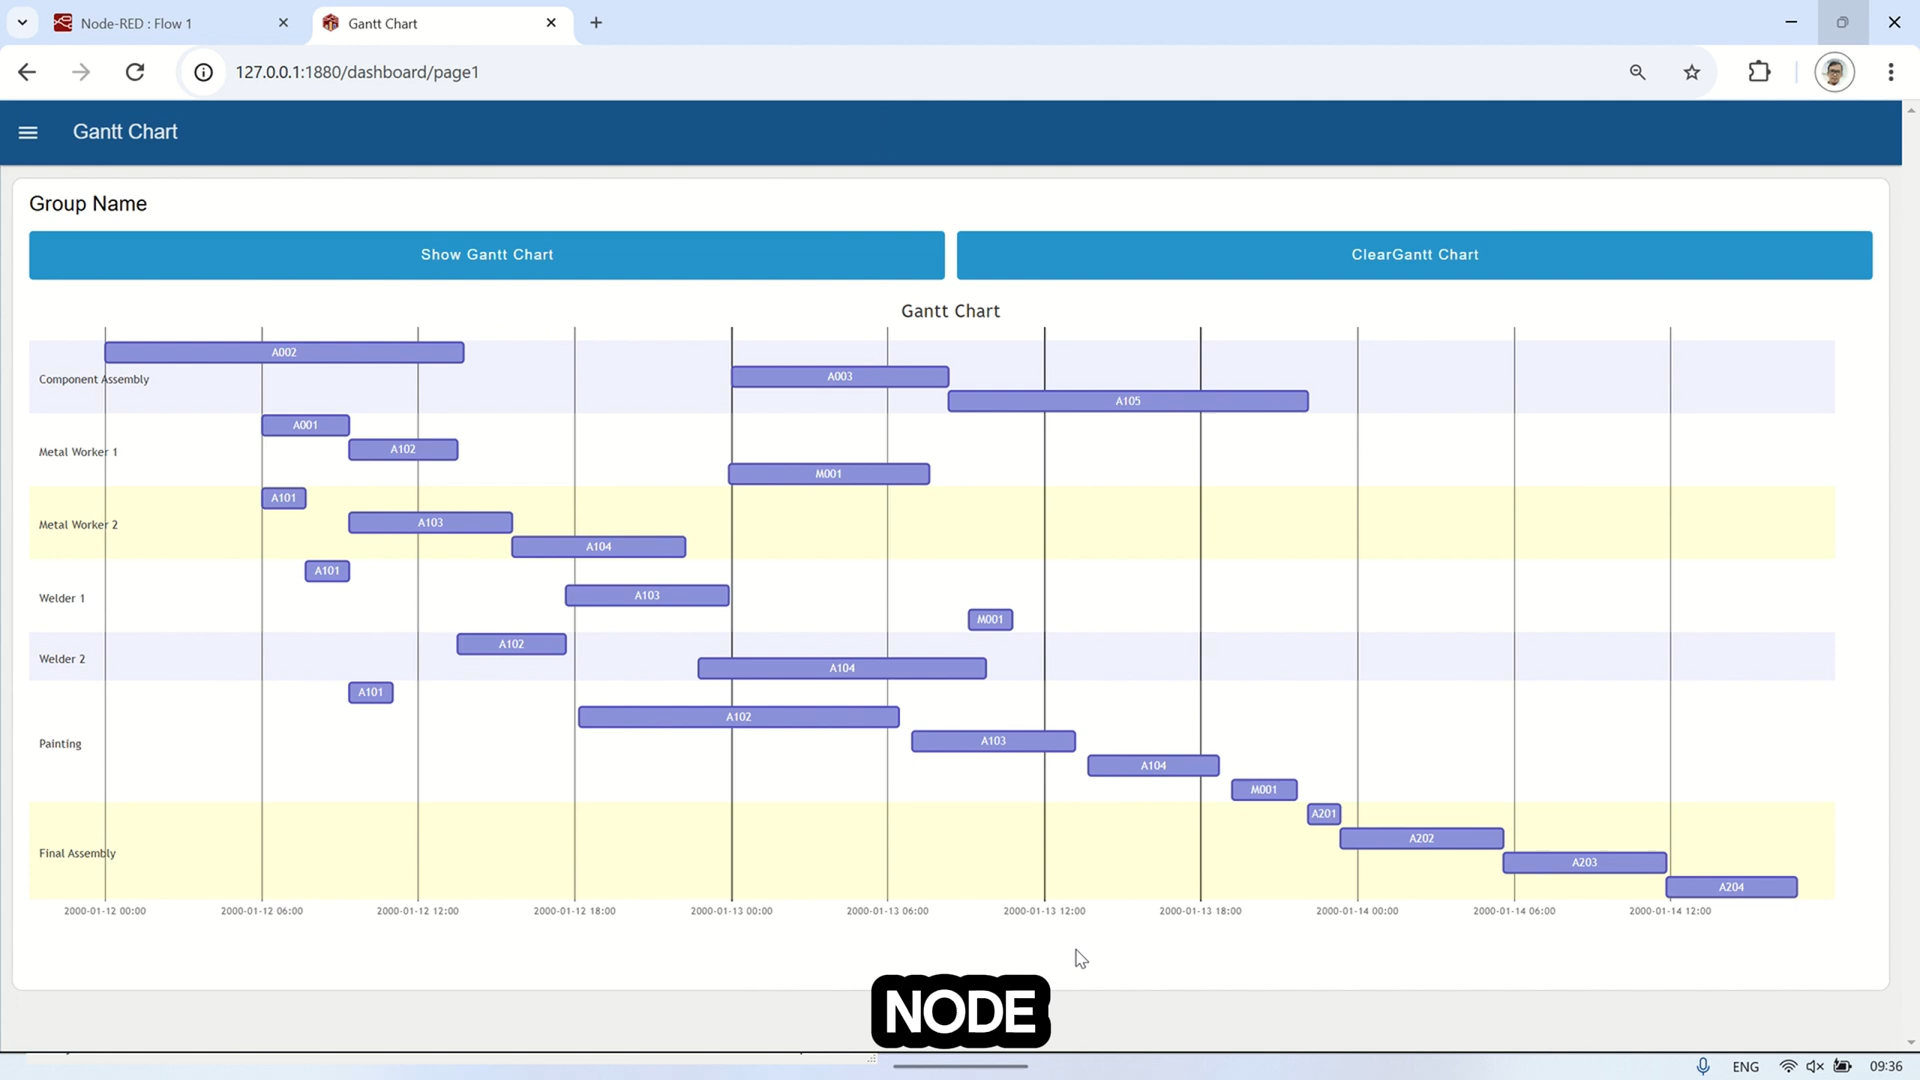 Node-RED : Flow 1
Gantt Chart
127.0.0.1:1880/dashboard/page1
Gantt Chart
Group Name
Show Gantt Chart
ClearGantt Chart
Gantt Chart
A002
Component Assembly
A003
A105
A001
Metal Worker 1
A102
M001
A101
Metal Worker 2
A103
A104
A101
Welder 1
A103
M001
A102
Welder 2
A104
A101
A102
Painting
A103
A104
M001
A201
A202
Final Assembly
A203
A204
2000-01-12 00:00
2000-01-12 06:00
2000-01-12 12:00
2000-01-12 18:00
2000-01-13 00:00
2000-01-13 06:00
2000-01-13 12:00
2000-01-13 18:00
2000-01-14 00:00
2000-01-14 06:00
2000-01-14 12:00
NODE
ENG
09:36